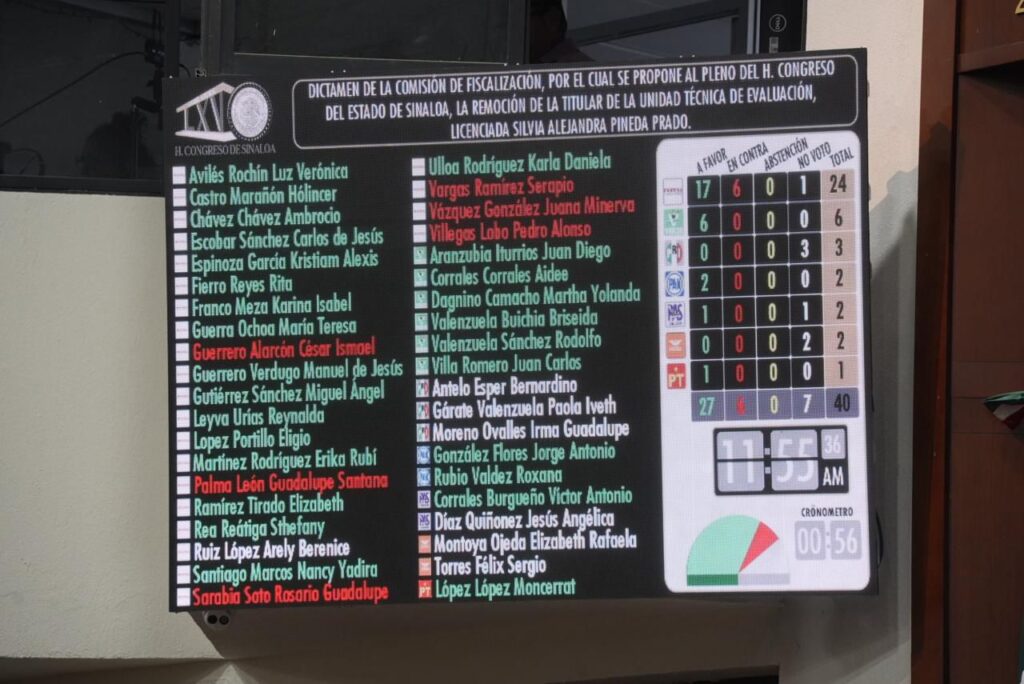 DICTAMEN DE LA COMISIÓN DE FISCALIZACIÓN, POR EL CUAL SE PROPONE AL PLENO DEL H. CONGRESO
DEL ESTADO DE SINALOA, LA REMOCIÓN DE LA TITULAR DE LA UNIDAD TÉCNICA DE EVALUACIÓN,
LICENCIADA SILVIA ALEJANDRA PINEDA PRADO.
LXIV
H. CONGRESO DE SINALOA
Avilés Rochín Luz Verónica
Castro Marañón Hólincer
Chávez Chávez Ambrocio
Escobar Sánchez Carlos de Jesús
Espinoza García Kristiam Alexis
Fierro Reyes Rita
Franco Meza Karina Isabel
Guerra Ochoa María Teresa
Guerrero Alarcón César Ismael
Guerrero Verdugo Manuel de Jesús
Gutiérrez Sánchez Miguel Ángel
Leyva Urías Reynalda
Lopez Portillo Eligio
Martínez Rodríguez Erika Rubí
Palma León Guadalupe Santana
Ramírez Tirado Elizabeth
Rea Reátiga Sthefany
Ruiz López Arely Berenice
Santiago Marcos Nancy Yadira
Sarabia Soto Rosario Guadalupe
Ulloa Rodríguez Karla Daniela
Vargas Ramírez Serapio
Vázquez González Juana Minerva
Villegas Lobo Pedro Alonso
Aranzubia Iturrios Juan Diego
Corrales Corrales Aidee
Dagnino Camacho Martha Yolanda
Valenzuela Buichia Briseida
Valenzuela Sánchez Rodolfo
Villa Romero Juan Carlos
Antelo Esper Bernardino
Gárate Valenzuela Paola Iveth
Moreno Ovalles Irma Guadalupe
González Flores Jorge Antonio
Rubio Valdez Roxana
Corrales Burgueño Víctor Antonio
Díaz Quiñonez Jesús Angélica
Montoya Ojeda Elizabeth Rafaela
Torres Félix Sergio
PT López López Moncerrat
A FAVOR EN CONTRA ABSTENCIÓN NO VOTO TOTAL
17 6 0 1 24
6 0 0 0 6
PRI 0 0 0 3 3
PAN 2 0 0 0 2
PAS 1 0 0 1 2
0 0 0 2 2
PT 1 0 0 0 1
27 6 0 7 40
11:55 36
AM
CRÓNOMETRO
00:56